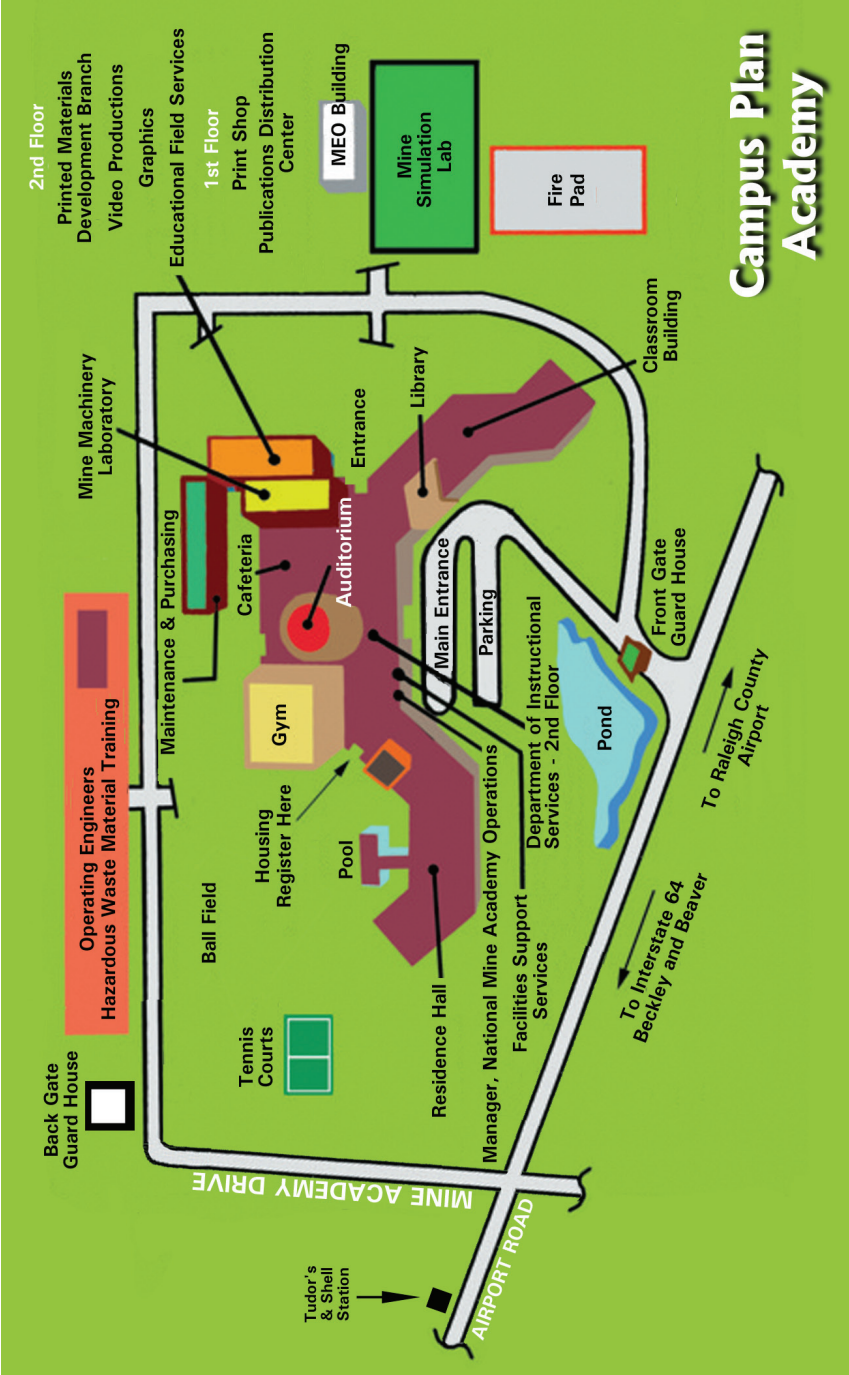 Campus Plan
Academy
2nd Floor
Printed Materials
Development Branch
Video Productions
Graphics
Educational Field Services
1st Floor
Print Shop
Publications Distribution
Center
MEO Building
Mine
Simulation
Lab
Fire
Pad
Mine Machinery
Laboratory
Entrance
Library
Classroom
Building
Maintenance & Purchasing
Cafeteria
Auditorium
Main Entrance
Parking
Front Gate
Guard House
Operating Engineers
Hazardous Waste Material Training
Gym
Housing
Register Here
Pool
Department of Instructional
Services - 2nd Floor
Pond
To Raleigh County
Airport
Ball Field
Manager, National Mine Academy Operations
Facilities Support
Services
To Interstate 64
Beckley and Beaver
Back Gate
Guard House
Tennis
Courts
Residence Hall
MINE ACADEMY DRIVE
Tudor's
& Shell
Station
AIRPORT ROAD